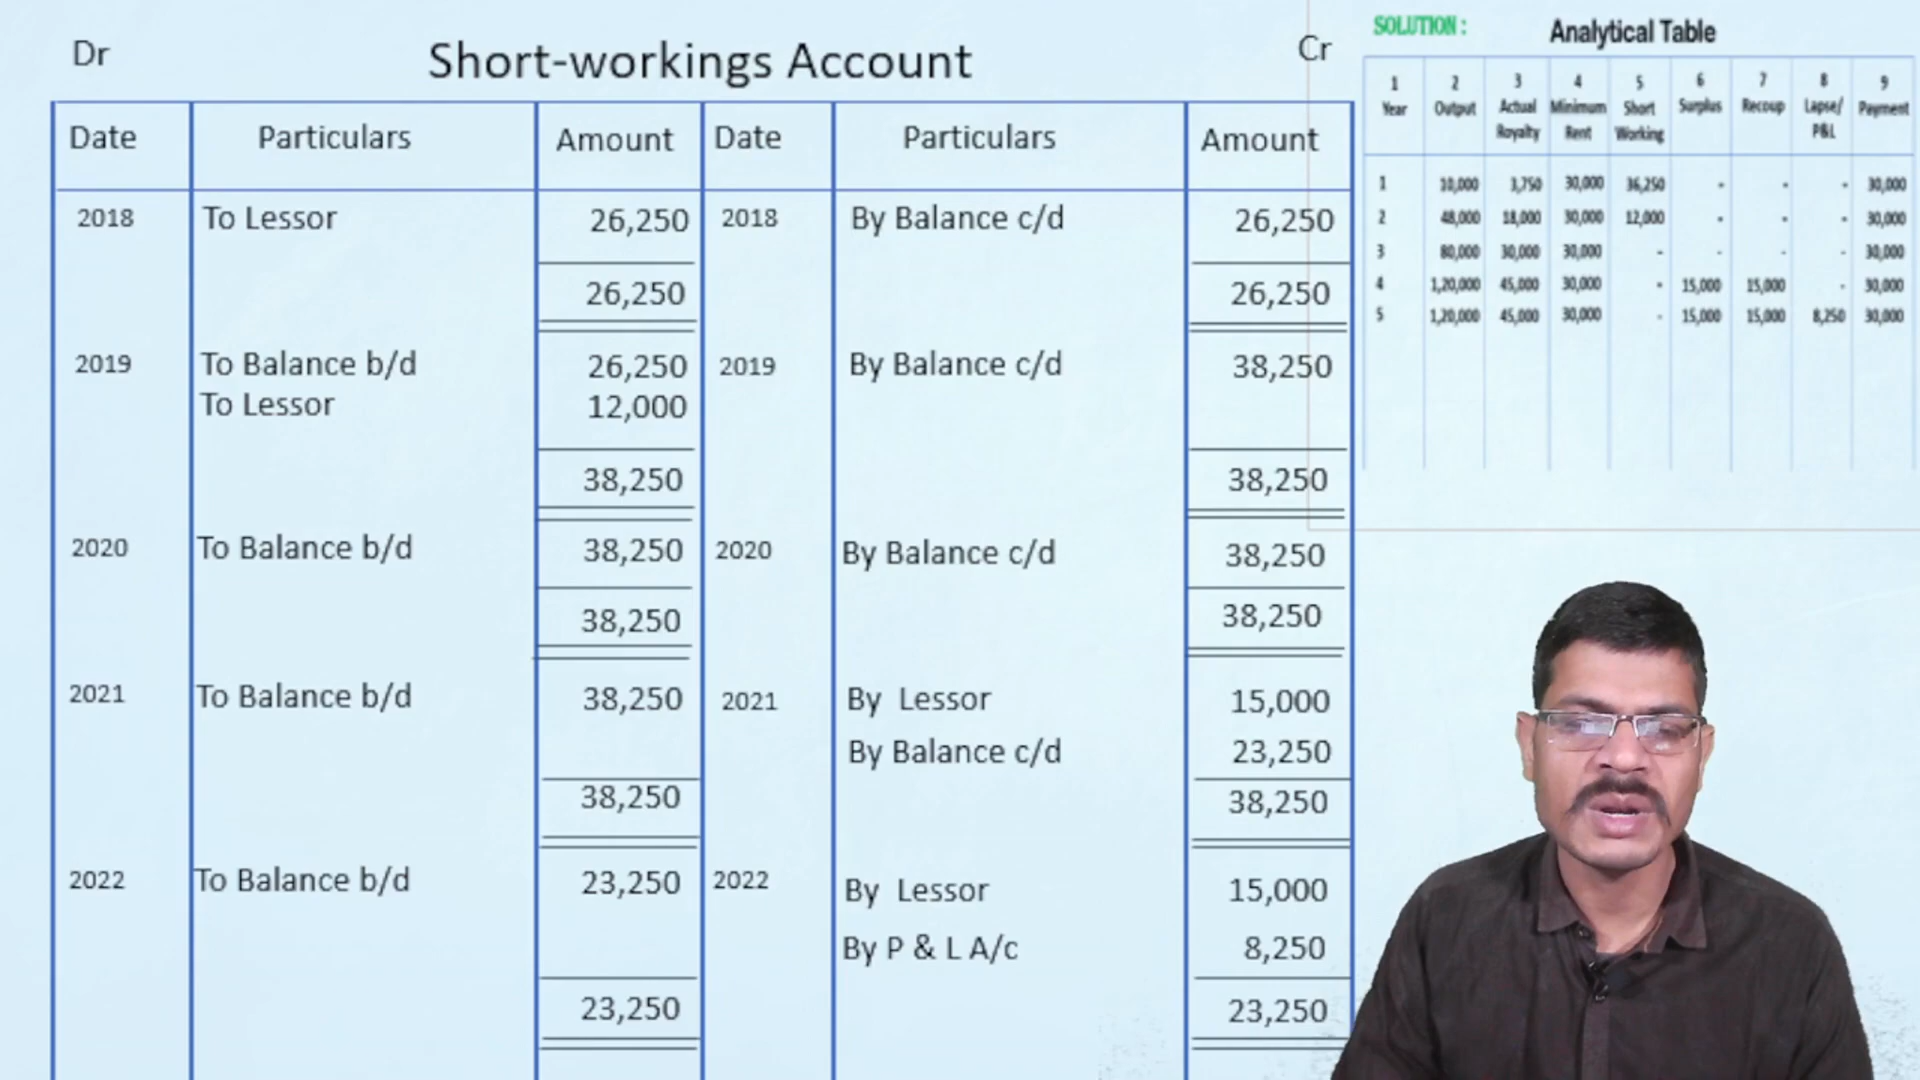 Dr
Short-workings Account
Cr
Date Particulars Amount Date Particulars Amount
2018 To Lessor 26,250 2018 By Balance c/d 26,250
26,250 26,250
2019 To Balance b/d 26,250 2019 By Balance c/d 38,250
To Lessor 12,000
38,250 38,250
2020 To Balance b/d 38,250 2020 By Balance c/d 38,250
38,250 38,250
2021 To Balance b/d 38,250 2021 By Lessor 15,000
By Balance c/d 23,250
38,250 38,250
2022 To Balance b/d 23,250 2022 By Lessor 15,000
By P & L A/c 8,250
23,250 23,250
SOLUTION :
Analytical Table
1 2 3 4 5 6 7 8 9
Year Output Actual Minimum Short Surplus Recoup Lapse/ Payment
Royalty Rent Working P&L
1 10,000 3,750 30,000 36,250 - - - 30,000
2 48,000 18,000 30,000 12,000 - - - 30,000
3 80,000 30,000 30,000 - - - - 30,000
4 1,20,000 45,000 30,000 - 15,000 15,000 - 30,000
5 1,20,000 45,000 30,000 - 15,000 15,000 8,250 30,000